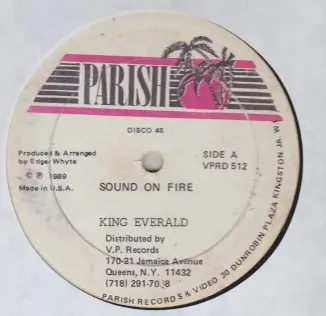 PARISH
DISCO 45
Produced & Arranged
by Edgar Whyte
℗ 1989
Made in U.S.A.
SIDE A
VPRD 512
SOUND ON FIRE
KING EVERALD
Distributed by
V.P. Records
170-21 Jamaica Avenue
Queens, N.Y. 11432
(718) 291-70 8
PARISH RECORDS & VIDEO 30 DUNROBIN PLAZA KINGSTON JA. W.I